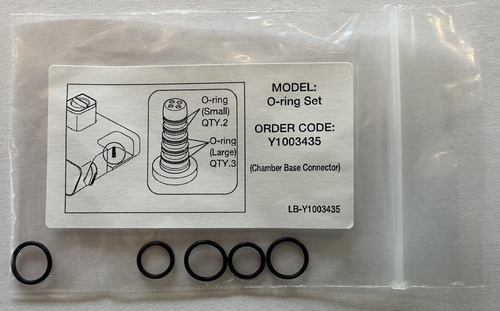 O-ring
(Small)
QTY.2
O-ring
(Large)
QTY.3
MODEL:
O-ring Set
ORDER CODE:
Y1003435
(Chamber Base Connector)
LB-Y1003435